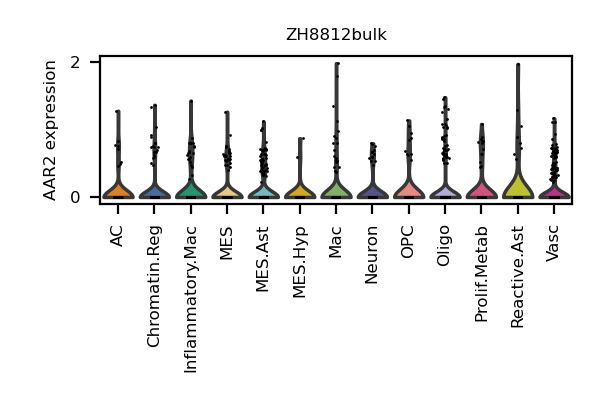 ZH8812bulk
AAR2 expression
2
0
AC
Chromatin.Reg
Inflammatory.Mac
MES
MES.Ast
MES.Hyp
Mac
Neuron
OPC
Oligo
Prolif.Metab
Reactive.Ast
Vasc